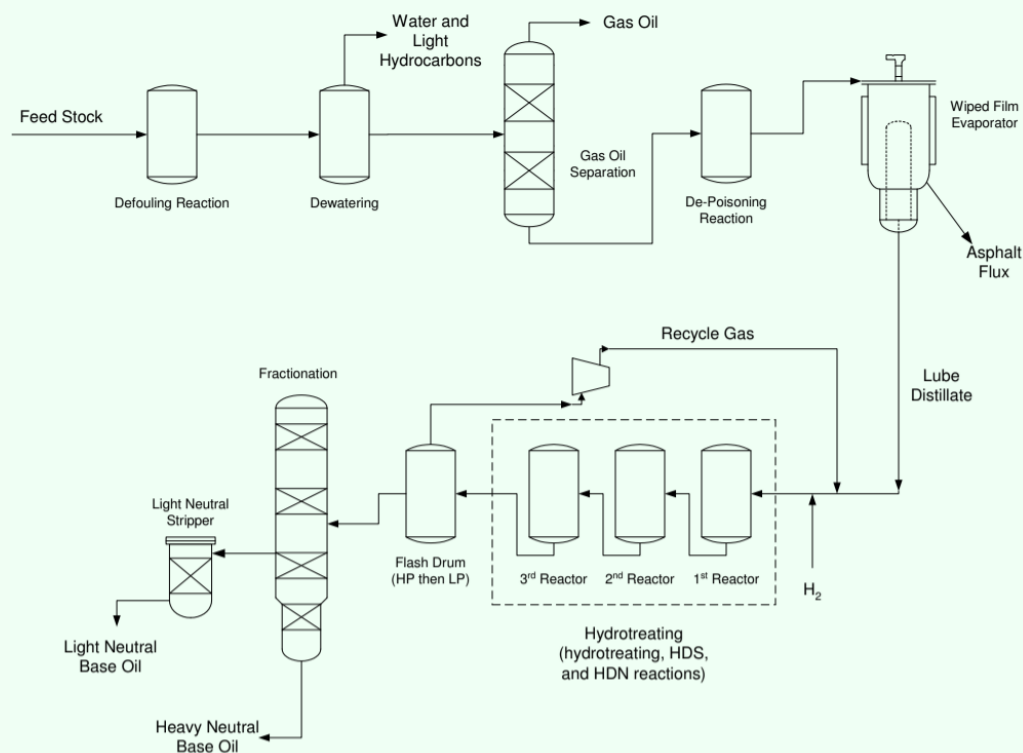 Water and
Light
Hydrocarbons
Gas Oil
Feed Stock
Wiped Film
Evaporator
Gas Oil
Separation
Defouling Reaction
Dewatering
De-Poisoning
Reaction
Asphalt
Flux
Recycle Gas
Fractionation
Lube
Distillate
Light Neutral
Stripper
Flash Drum
(HP then LP)
3rd Reactor
2nd Reactor
1st Reactor
H2
Hydrotreating
(hydrotreating, HDS,
and HDN reactions)
Light Neutral
Base Oil
Heavy Neutral
Base Oil